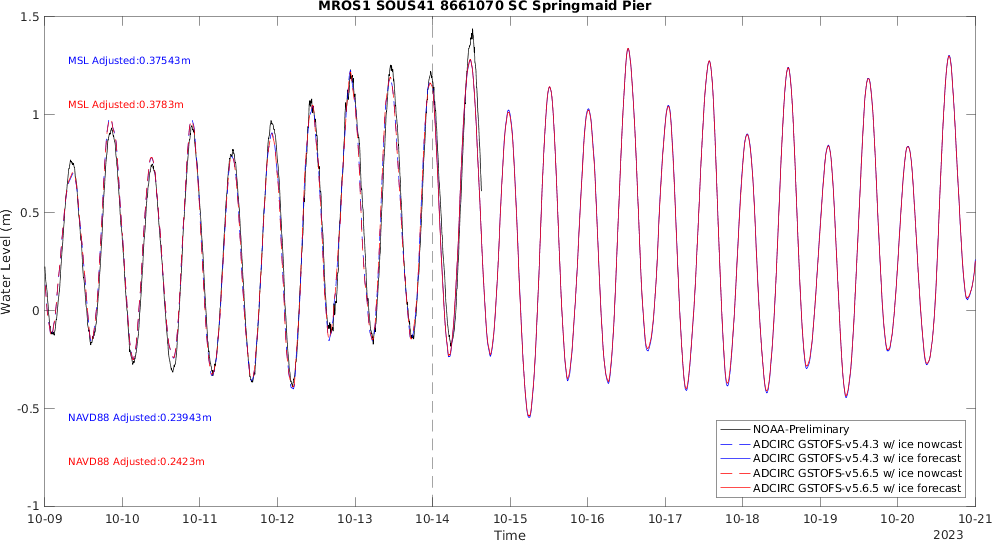 MROS1 SOUS41 8661070 SC Springmaid Pier
1.5
1
0.5
0
-0.5
-1
Water Level (m)
MSL Adjusted:0.37543m
MSL Adjusted:0.3783m
NAVD88 Adjusted:0.23943m
NAVD88 Adjusted:0.2423m
NOAA-Preliminary
ADCIRC GSTOFS-v5.4.3 w/ ice nowcast
ADCIRC GSTOFS-v5.4.3 w/ ice forecast
ADCIRC GSTOFS-v5.6.5 w/ ice nowcast
ADCIRC GSTOFS-v5.6.5 w/ ice forecast
10-09 10-10 10-11 10-12 10-13 10-14 10-15 10-16 10-17 10-18 10-19 10-20 10-21
Time
2023